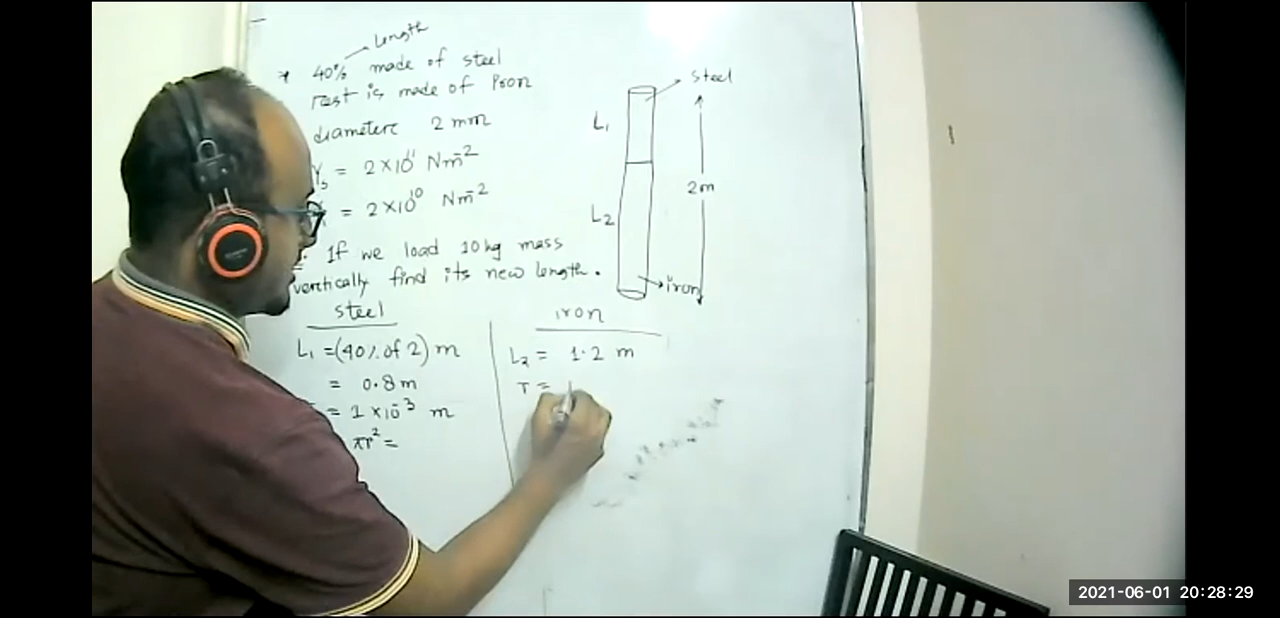 Length
* 40% made of steel
rest is made of iron
diameter 2 mm
Ys = 2×10¹¹ Nm⁻²
= 2×10¹⁰ Nm⁻²
If we load 10 kg mass
vertically find its new length.
steel
L₁ =(40% of 2) m
= 0.8 m
= 1 ×10⁻³ m
πr² =
iron
L₂ = 1.2 m
r =
steel
L₁
2m
L₂
iron
2021-06-01 20:28:29